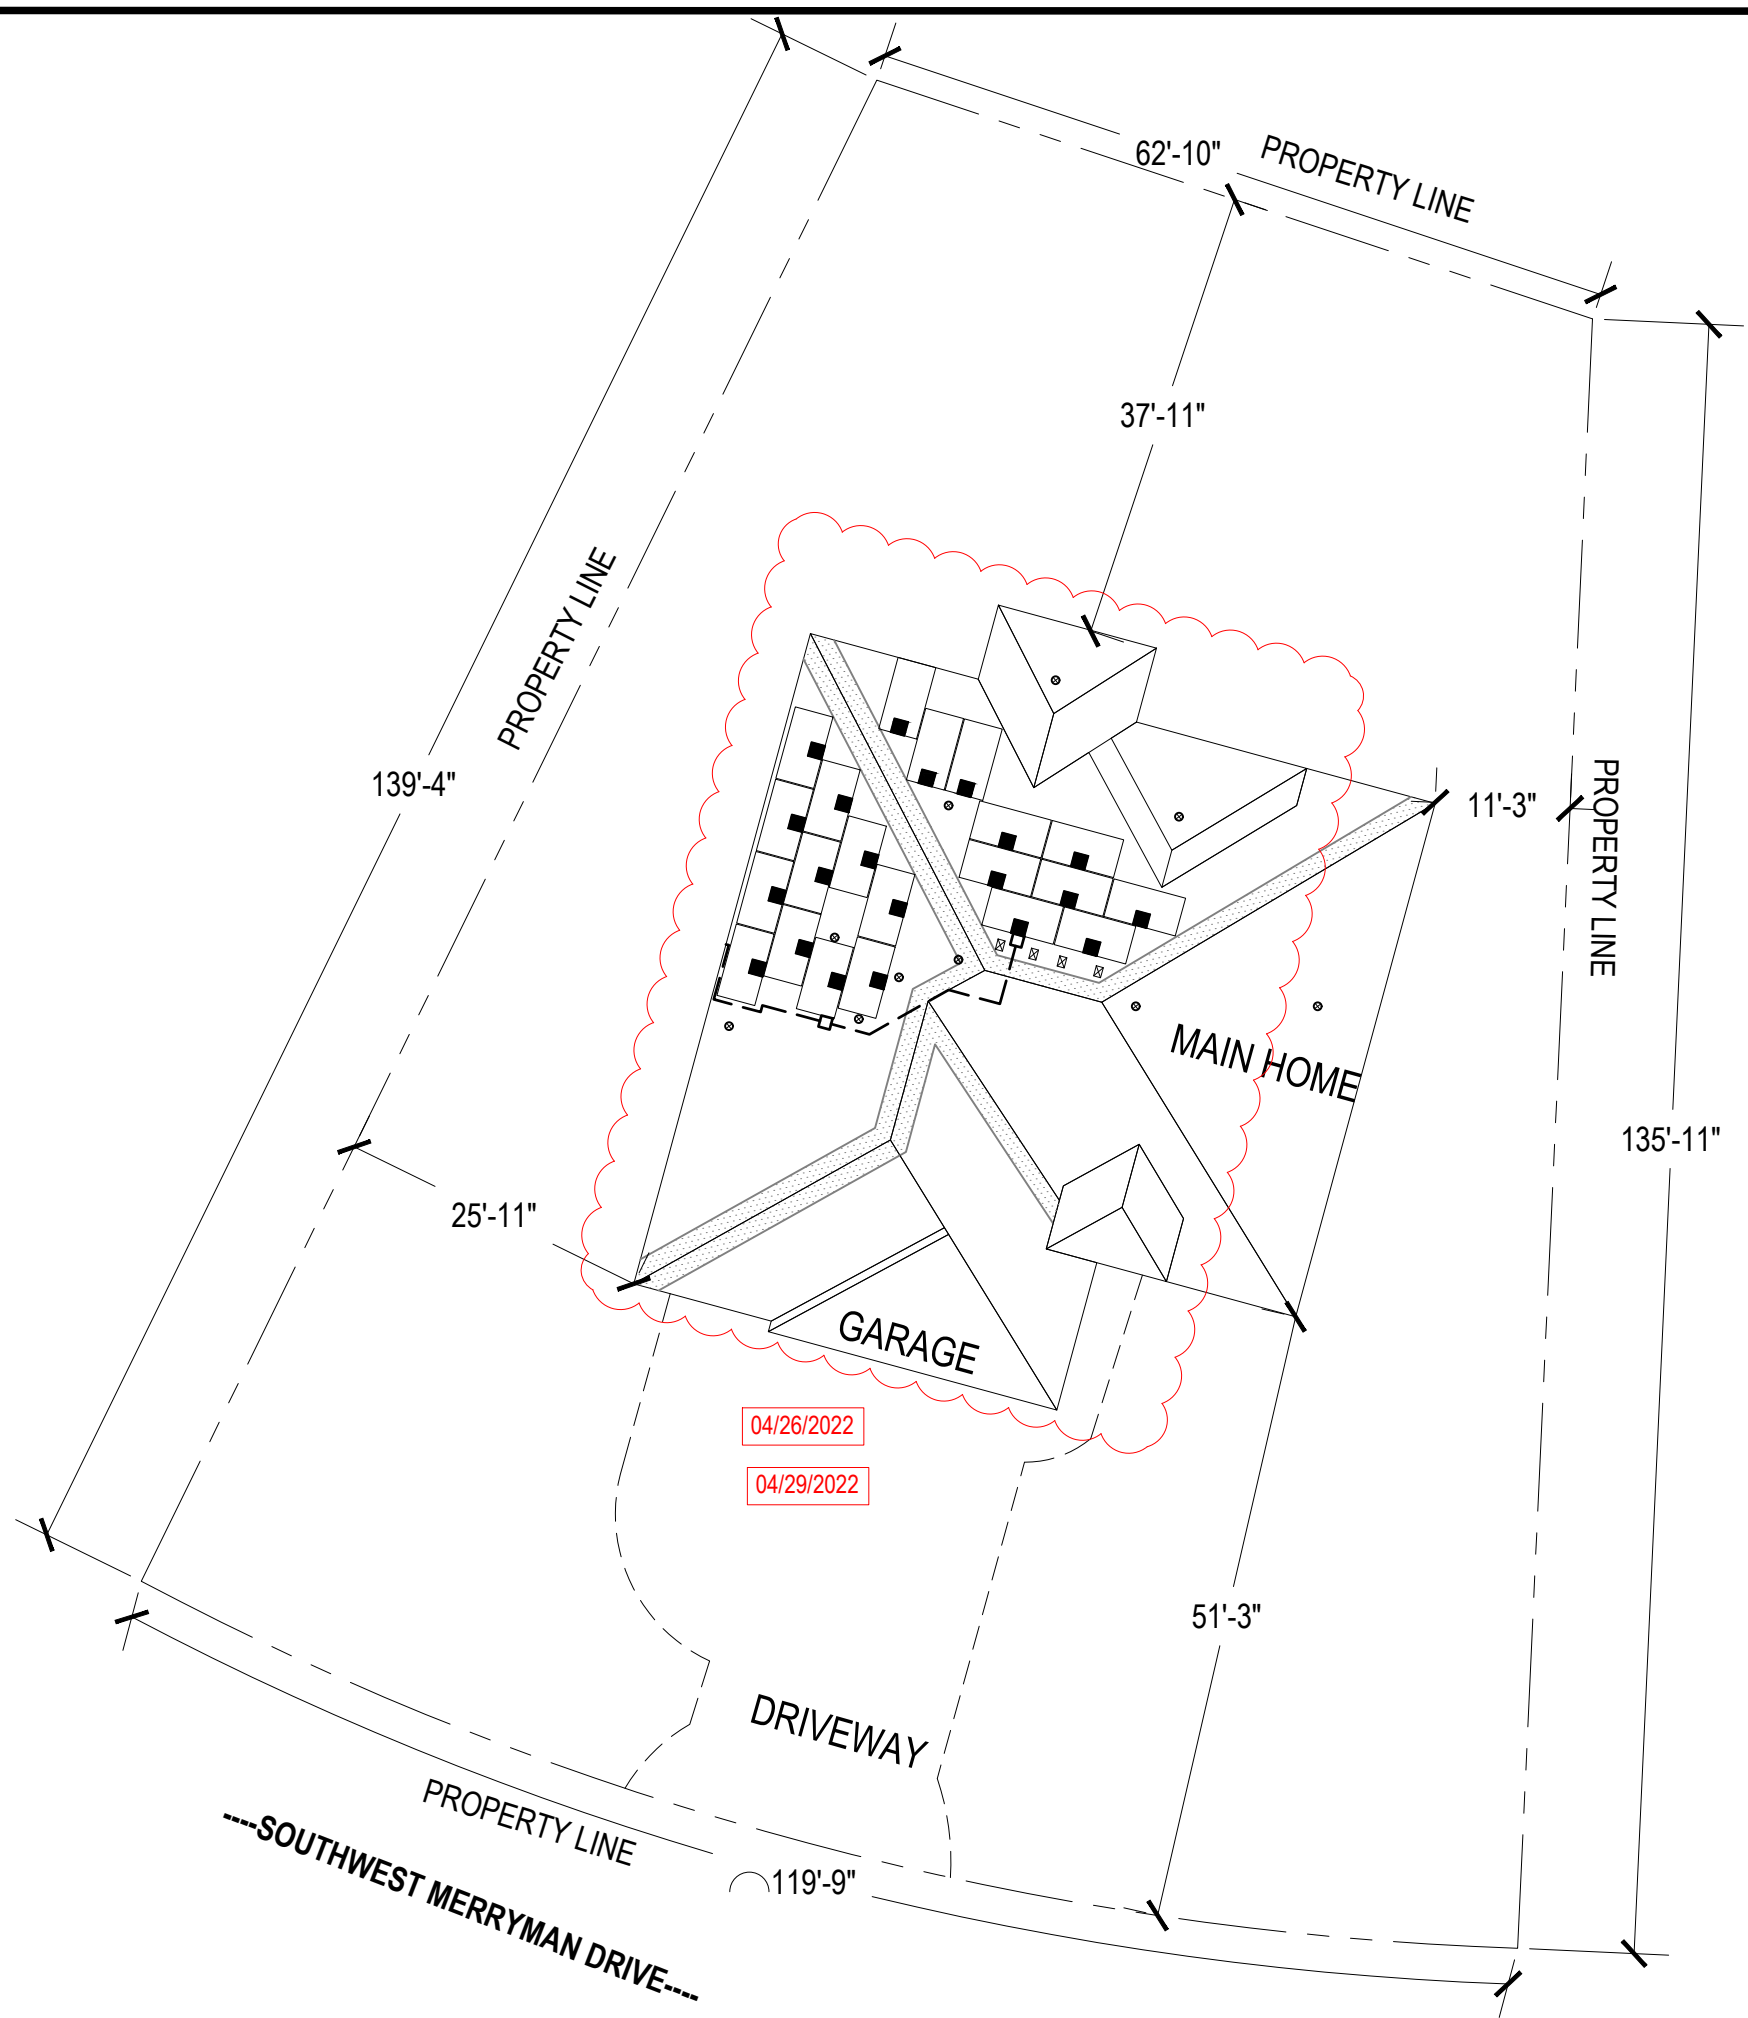 62'-10"
PROPERTY LINE
37'-11"
PROPERTY LINE
139'-4"
11'-3"
PROPERTY LINE
MAIN HOME
135'-11"
25'-11"
GARAGE
04/26/2022
04/29/2022
51'-3"
DRIVEWAY
PROPERTY LINE
119'-9"
----SOUTHWEST MERRYMAN DRIVE----